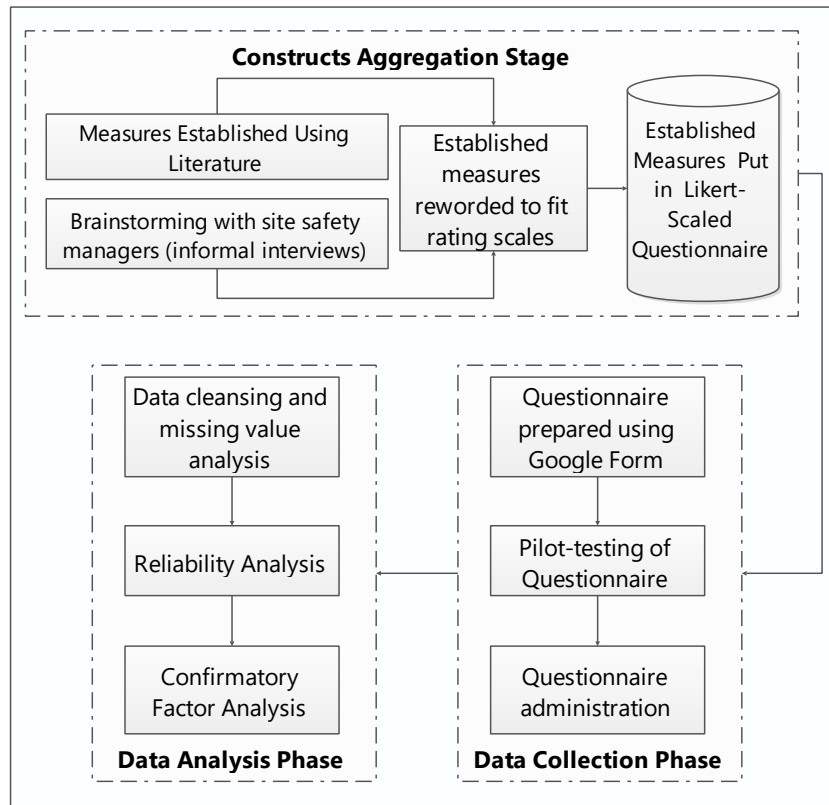 Constructs Aggregation Stage
Measures Established Using
Literature
Brainstorming with site safety
managers (informal interviews)
Established
measures
reworded to fit
rating scales
Established
Measures Put
in Likert-
Scaled
Questionnaire
Data cleansing and
missing value
analysis
Reliability Analysis
Confirmatory
Factor Analysis
Data Analysis Phase
Questionnaire
prepared using
Google Form
Pilot-testing of
Questionnaire
Questionnaire
administration
Data Collection Phase